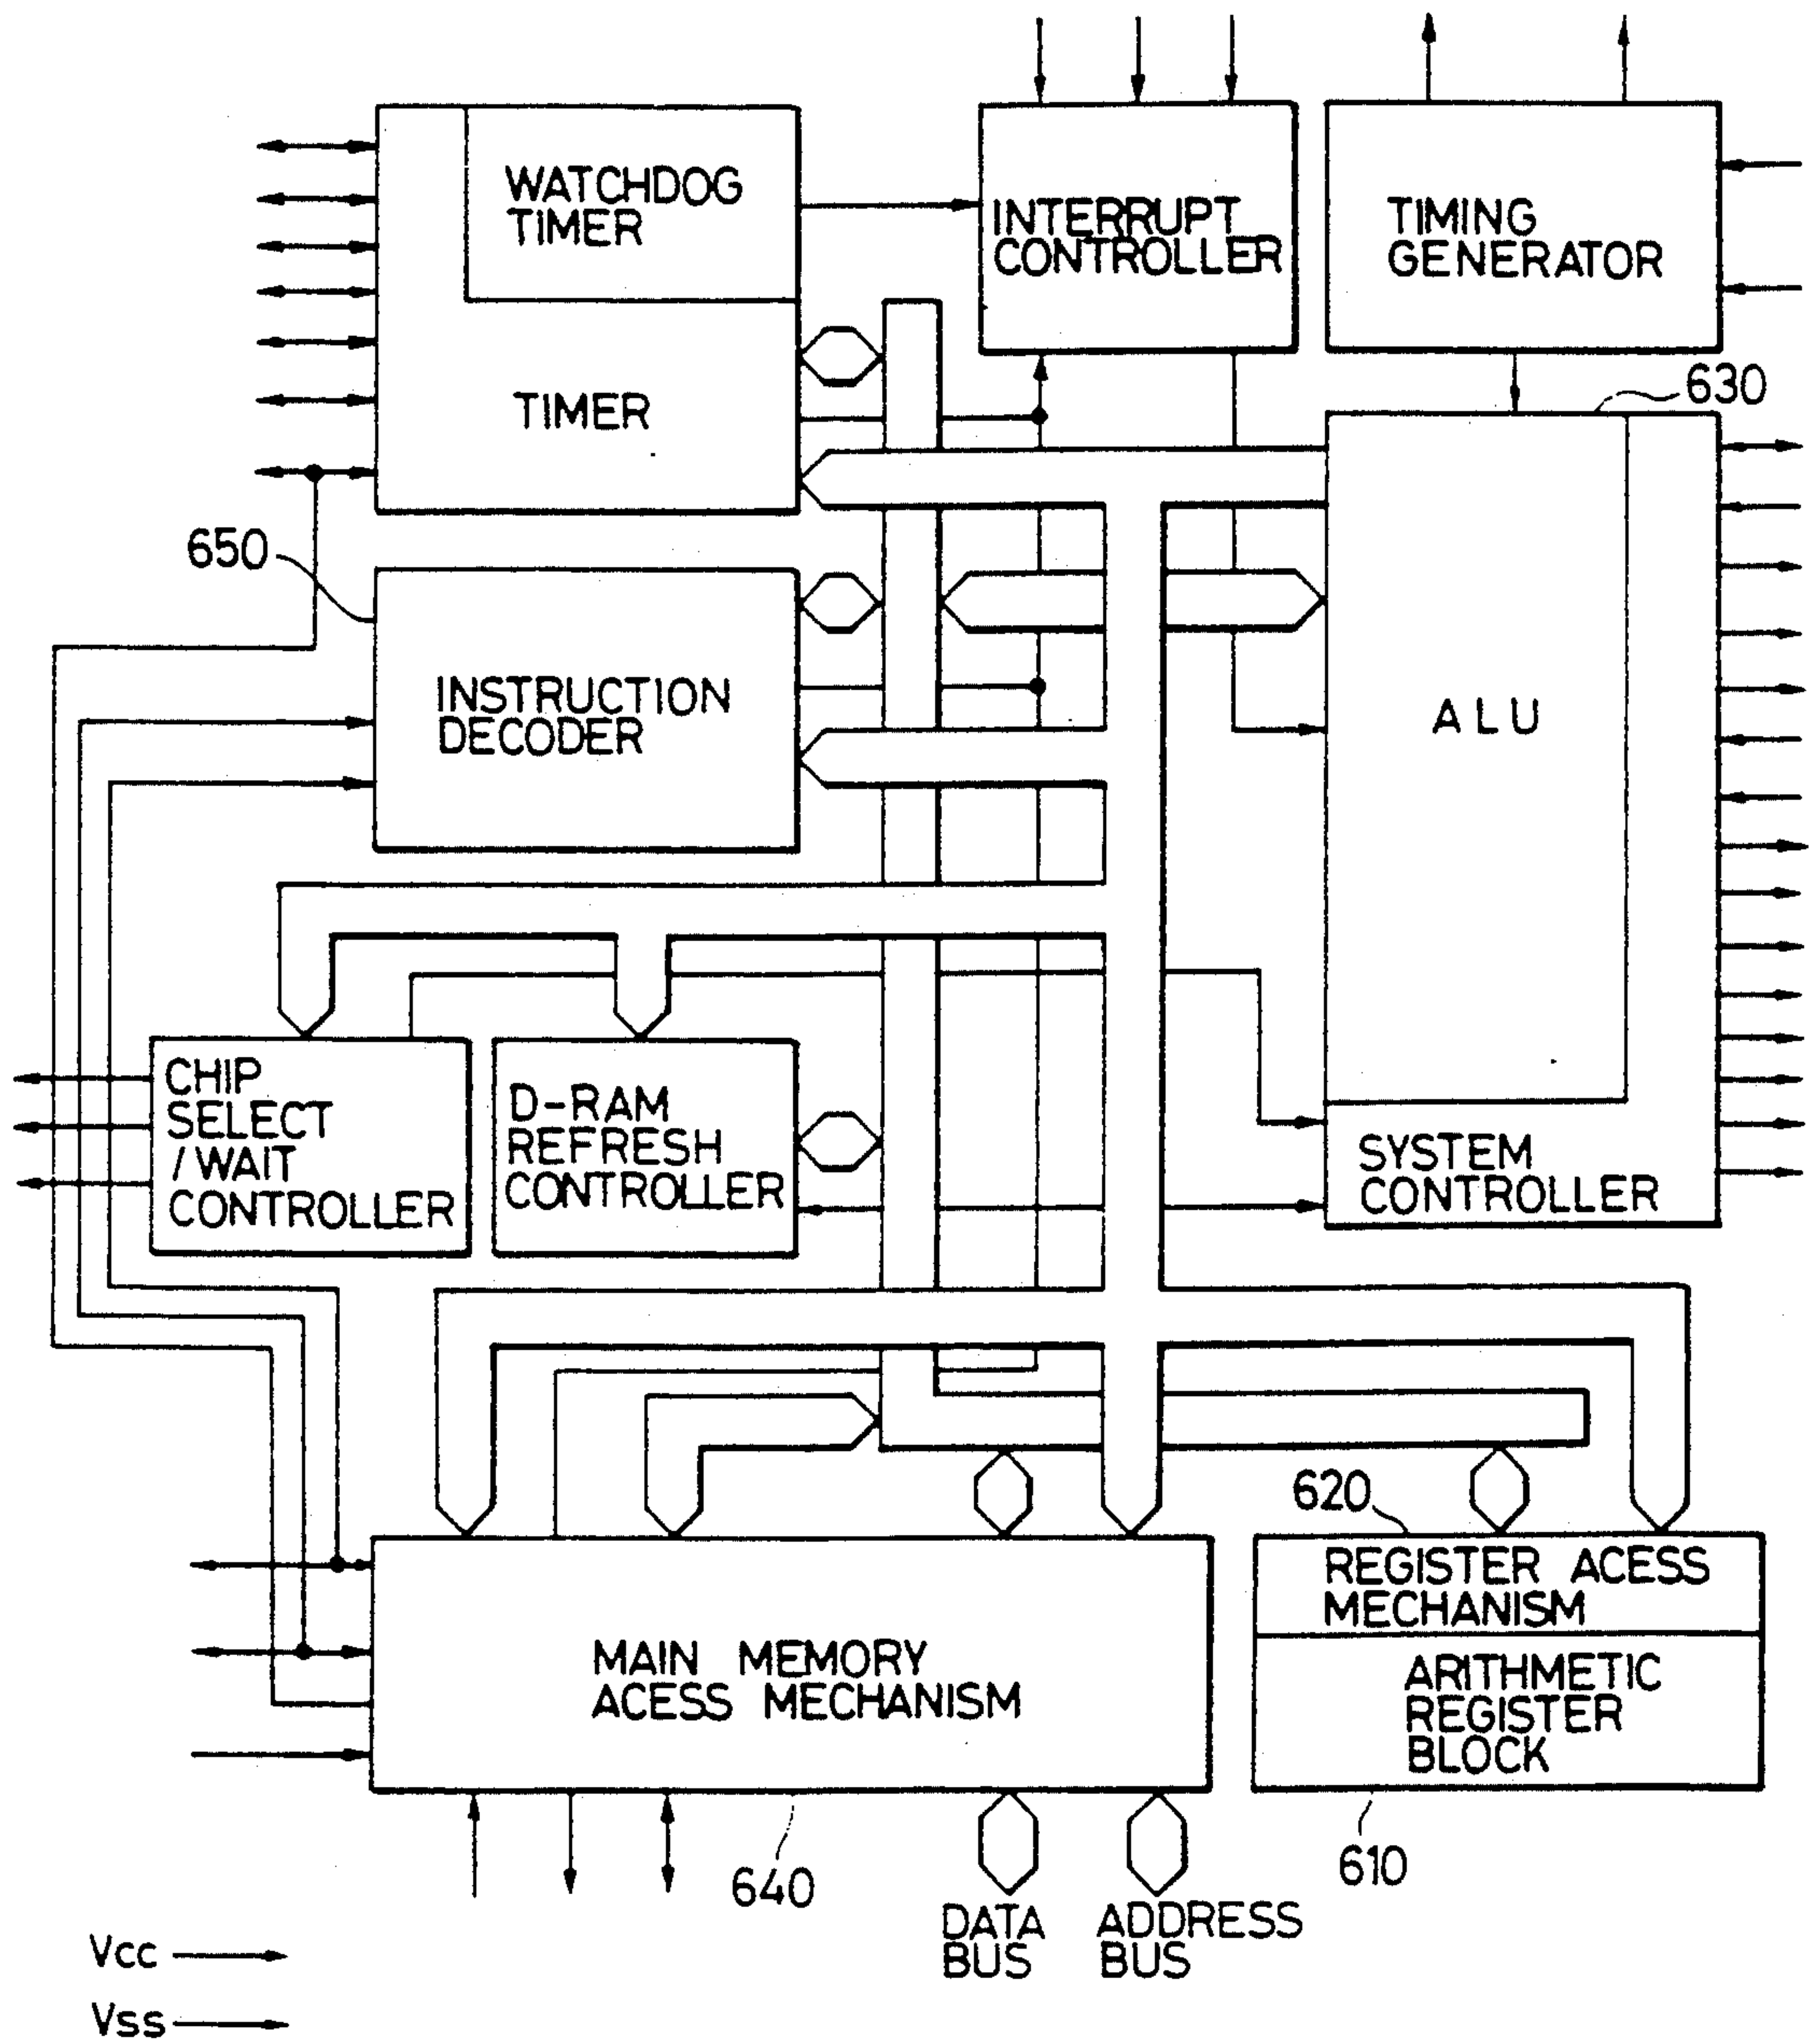 WATCHDOG
TIMER
TIMER
INTERRUPT
CONTROLLER
TIMING
GENERATOR
630
650
INSTRUCTION
DECODER
ALU
CHIP
SELECT
/WAIT
CONTROLLER
D-RAM
REFRESH
CONTROLLER
SYSTEM
CONTROLLER
620
REGISTER ACESS
MECHANISM
MAIN MEMORY
ACESS MECHANISM
ARITHMETIC
REGISTER
BLOCK
640
610
DATA
BUS
ADDRESS
BUS
Vcc
Vss